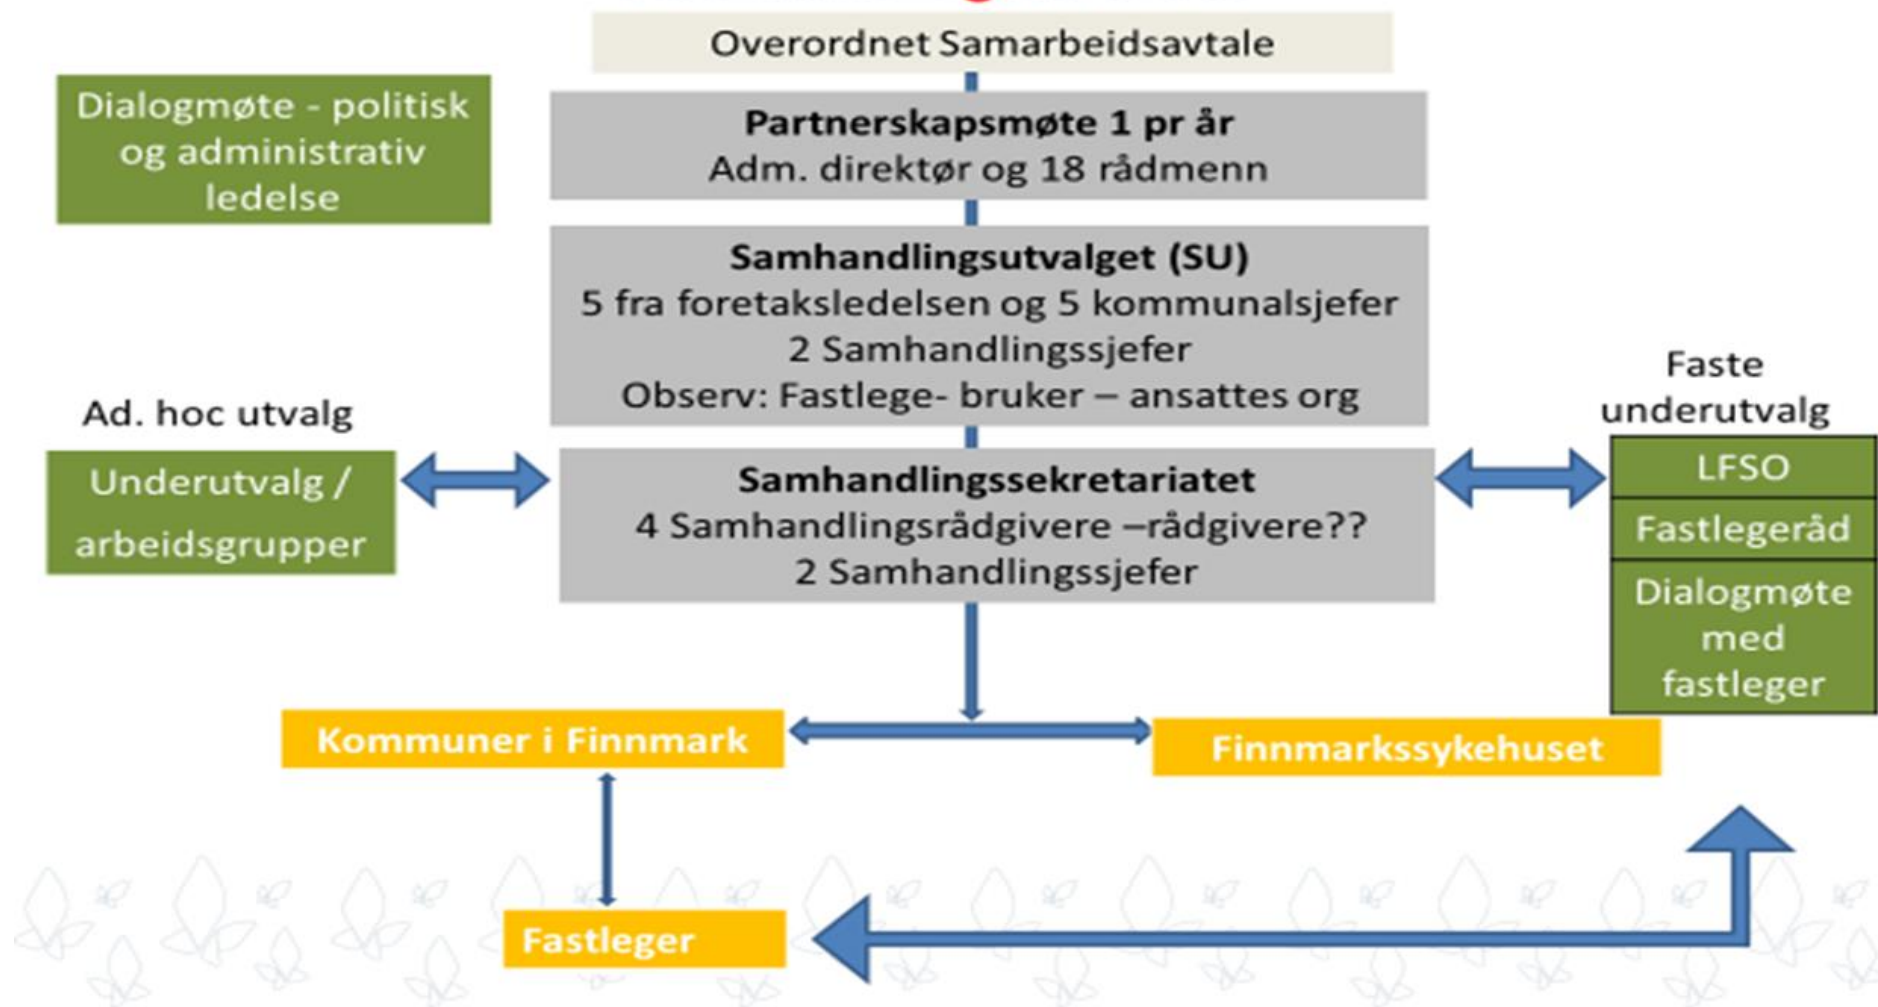 Overordnet Samarbeidsavtale
Dialogmøte - politisk
og administrativ
ledelse
Partnerskapsmøte 1 pr år
Adm. direktør og 18 rådmenn
Samhandlingsutvalget (SU)
5 fra foretaksledelsen og 5 kommunalsjefer
2 Samhandlingssjefer
Observ: Fastlege- bruker – ansattes org
Ad. hoc utvalg
Underutvalg /
arbeidsgrupper
Samhandlingssekretariatet
4 Samhandlingsrådgivere –rådgivere??
2 Samhandlingssjefer
Faste
underutvalg
LFSO
Fastlegeråd
Dialogmøte
med
fastleger
Kommuner i Finnmark
Finnmarkssykehuset
Fastleger